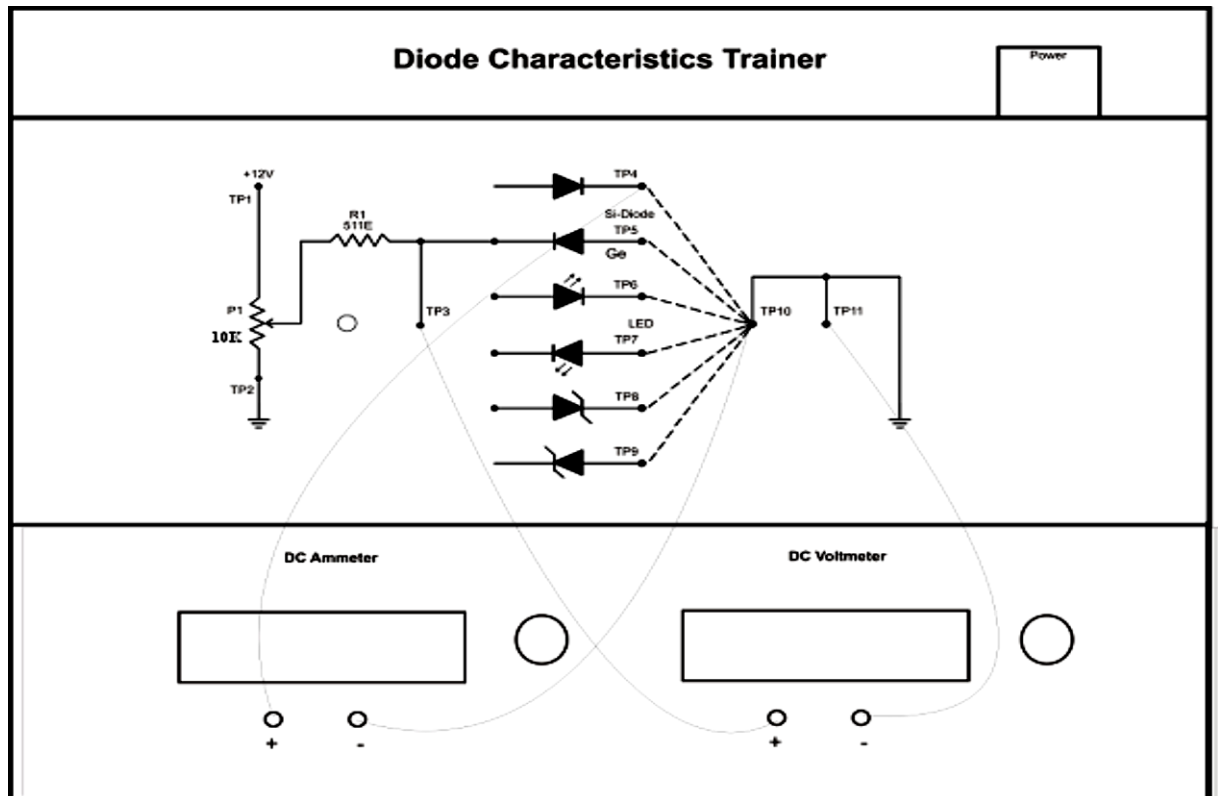 Diode Characteristics Trainer
Power
+12V
TP1
R1
511E
P1
10K
TP2
TP3
TP4
Si-Diode
TP5
Ge
TP6
LED
TP7
TP8
TP9
TP10
TP11
DC Ammeter
DC Voltmeter
+
-
+
-